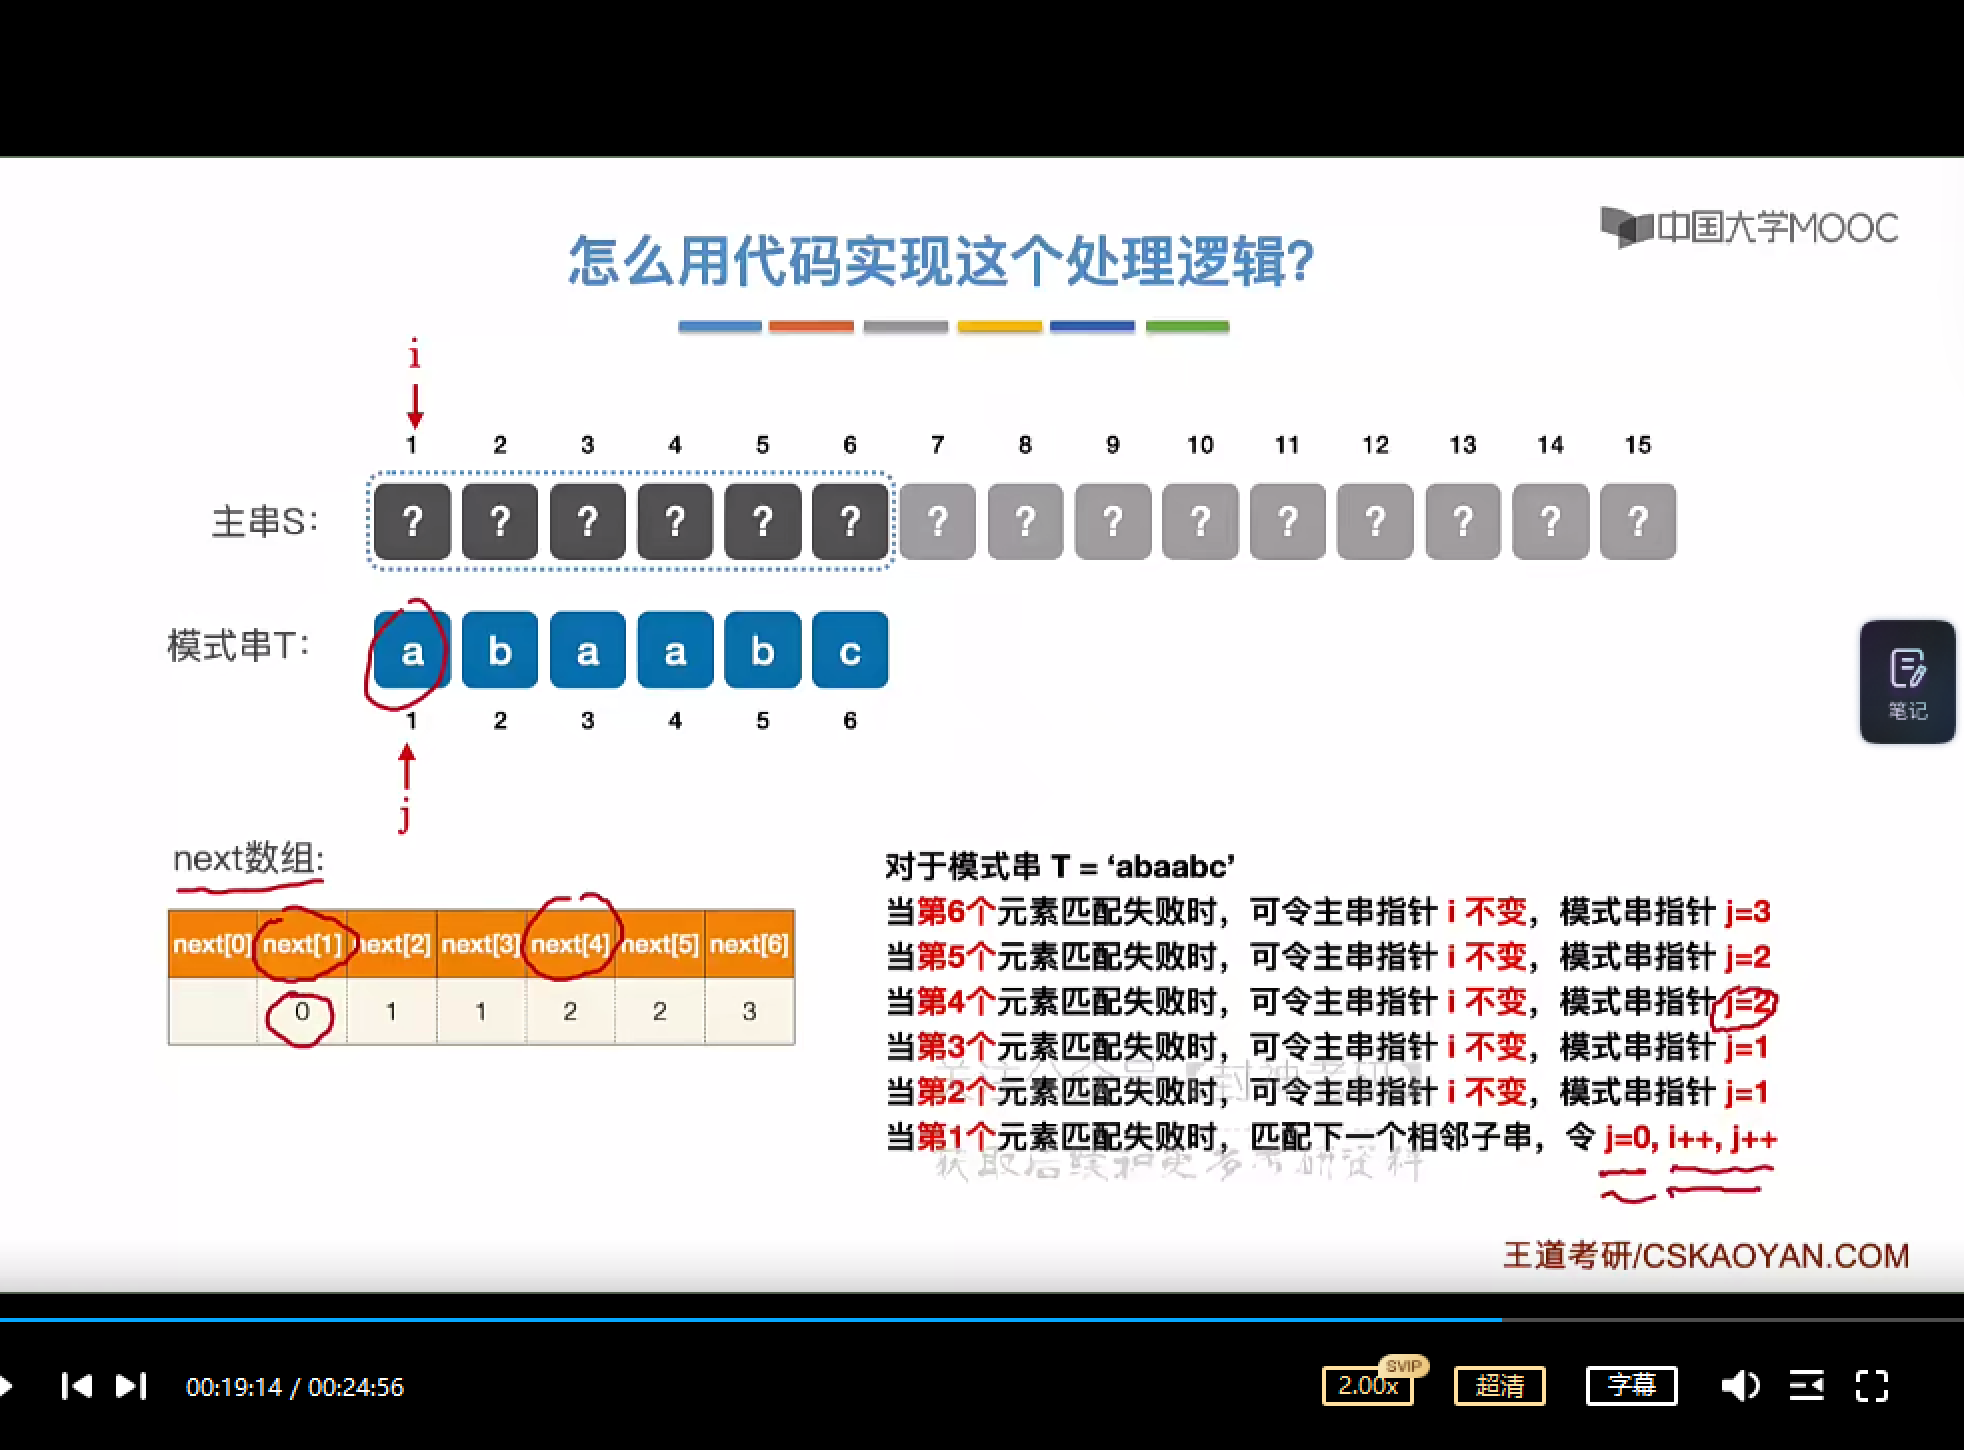 中国大学MOOC
怎么用代码实现这个处理逻辑?
i
1 2 3 4 5 6 7 8 9 10 11 12 13 14 15
主串S: ? ? ? ? ? ? ? ? ? ? ? ? ? ? ?
模式串T: a b a a b c
1 2 3 4 5 6
j
next数组:
next[0] next[1] next[2] next[3] next[4] next[5] next[6]
0 1 1 2 2 3
对于模式串 T = ‘abaabc’
当第6个元素匹配失败时，可令主串指针 i 不变，模式串指针 j=3
当第5个元素匹配失败时，可令主串指针 i 不变，模式串指针 j=2
当第4个元素匹配失败时，可令主串指针 i 不变，模式串指针 j=2
当第3个元素匹配失败时，可令主串指针 i 不变，模式串指针 j=1
当第2个元素匹配失败时，可令主串指针 i 不变，模式串指针 j=1
当第1个元素匹配失败时，匹配下一个相邻子串，令 j=0, i++, j++
王道考研/CSKAOYAN.COM
笔记
00:19:14 / 00:24:56
2.00x SVIP 超清 字幕